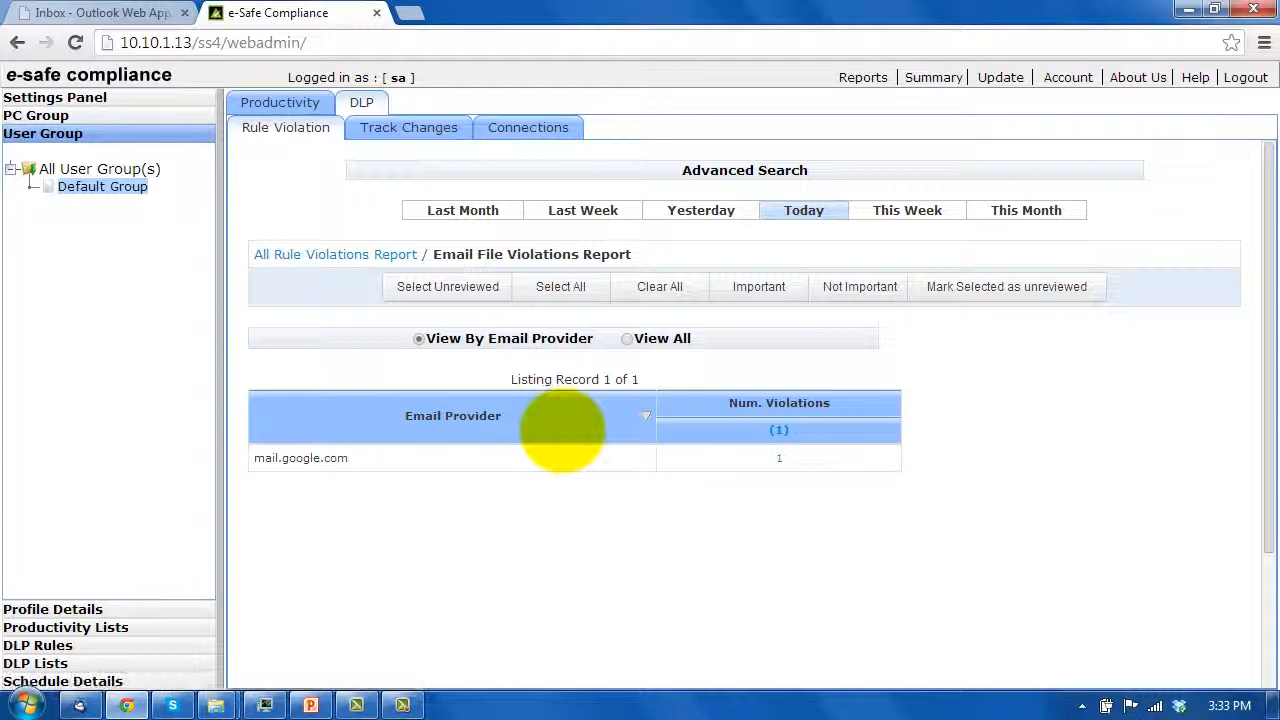 Inbox - Outlook Web App
e-Safe Compliance
10.10.1.13/ss4/webadmin/
e-safe compliance
Logged in as : [ sa ]
Reports | Summary | Update | Account | About Us | Help | Logout
Settings Panel
PC Group
User Group
All User Group(s)
Default Group
Productivity
DLP
Rule Violation
Track Changes
Connections
Advanced Search
Last Month
Last Week
Yesterday
Today
This Week
This Month
All Rule Violations Report / Email File Violations Report
Select Unreviewed
Select All
Clear All
Important
Not Important
Mark Selected as unreviewed
View By Email Provider
View All
Listing Record 1 of 1
Email Provider
Num. Violations
(1)
mail.google.com
1
Profile Details
Productivity Lists
DLP Rules
DLP Lists
Schedule Details
3:33 PM